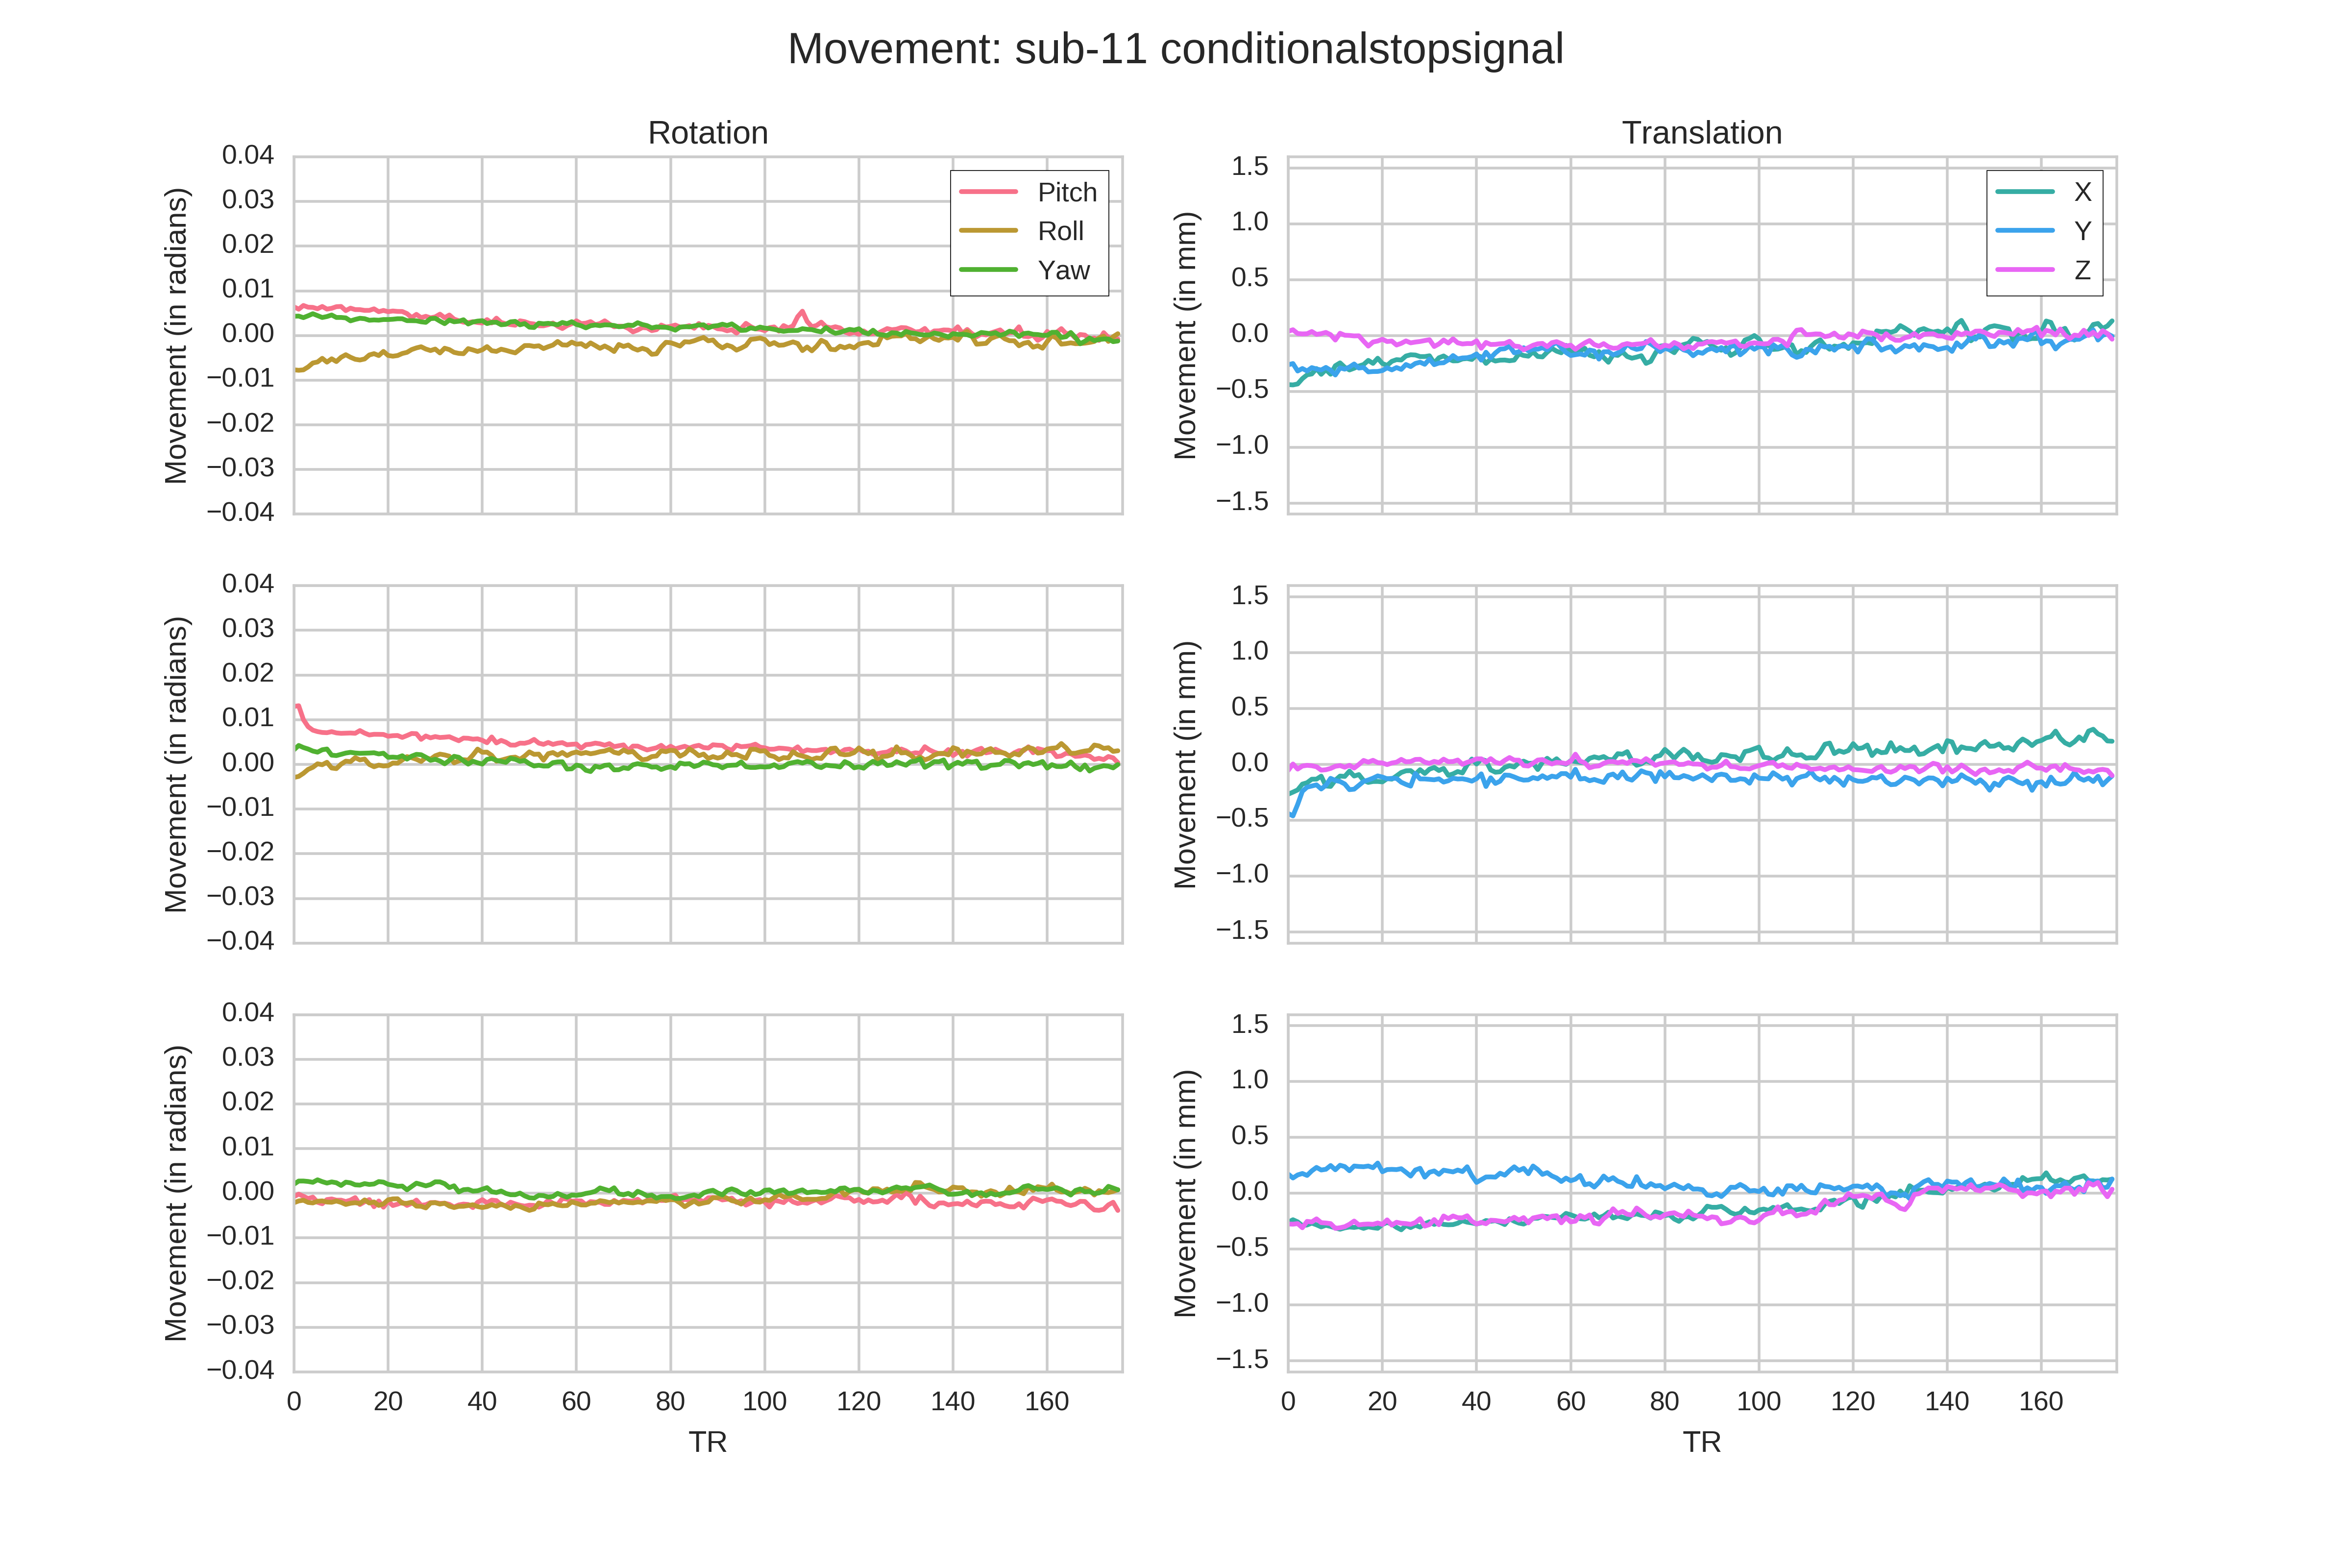 Movement: sub-11 conditionalstopsignal
Rotation
Translation
Movement (in radians)
0.04
0.03
0.02
0.01
0.00
−0.01
−0.02
−0.03
−0.04
Pitch
Roll
Yaw
Movement (in mm)
1.5
1.0
0.5
0.0
−0.5
−1.0
−1.5
X
Y
Z
Movement (in radians)
0.04
0.03
0.02
0.01
0.00
−0.01
−0.02
−0.03
−0.04
Movement (in mm)
1.5
1.0
0.5
0.0
−0.5
−1.0
−1.5
Movement (in radians)
0.04
0.03
0.02
0.01
0.00
−0.01
−0.02
−0.03
−0.04
0 20 40 60 80 100 120 140 160
TR
Movement (in mm)
1.5
1.0
0.5
0.0
−0.5
−1.0
−1.5
0 20 40 60 80 100 120 140 160
TR